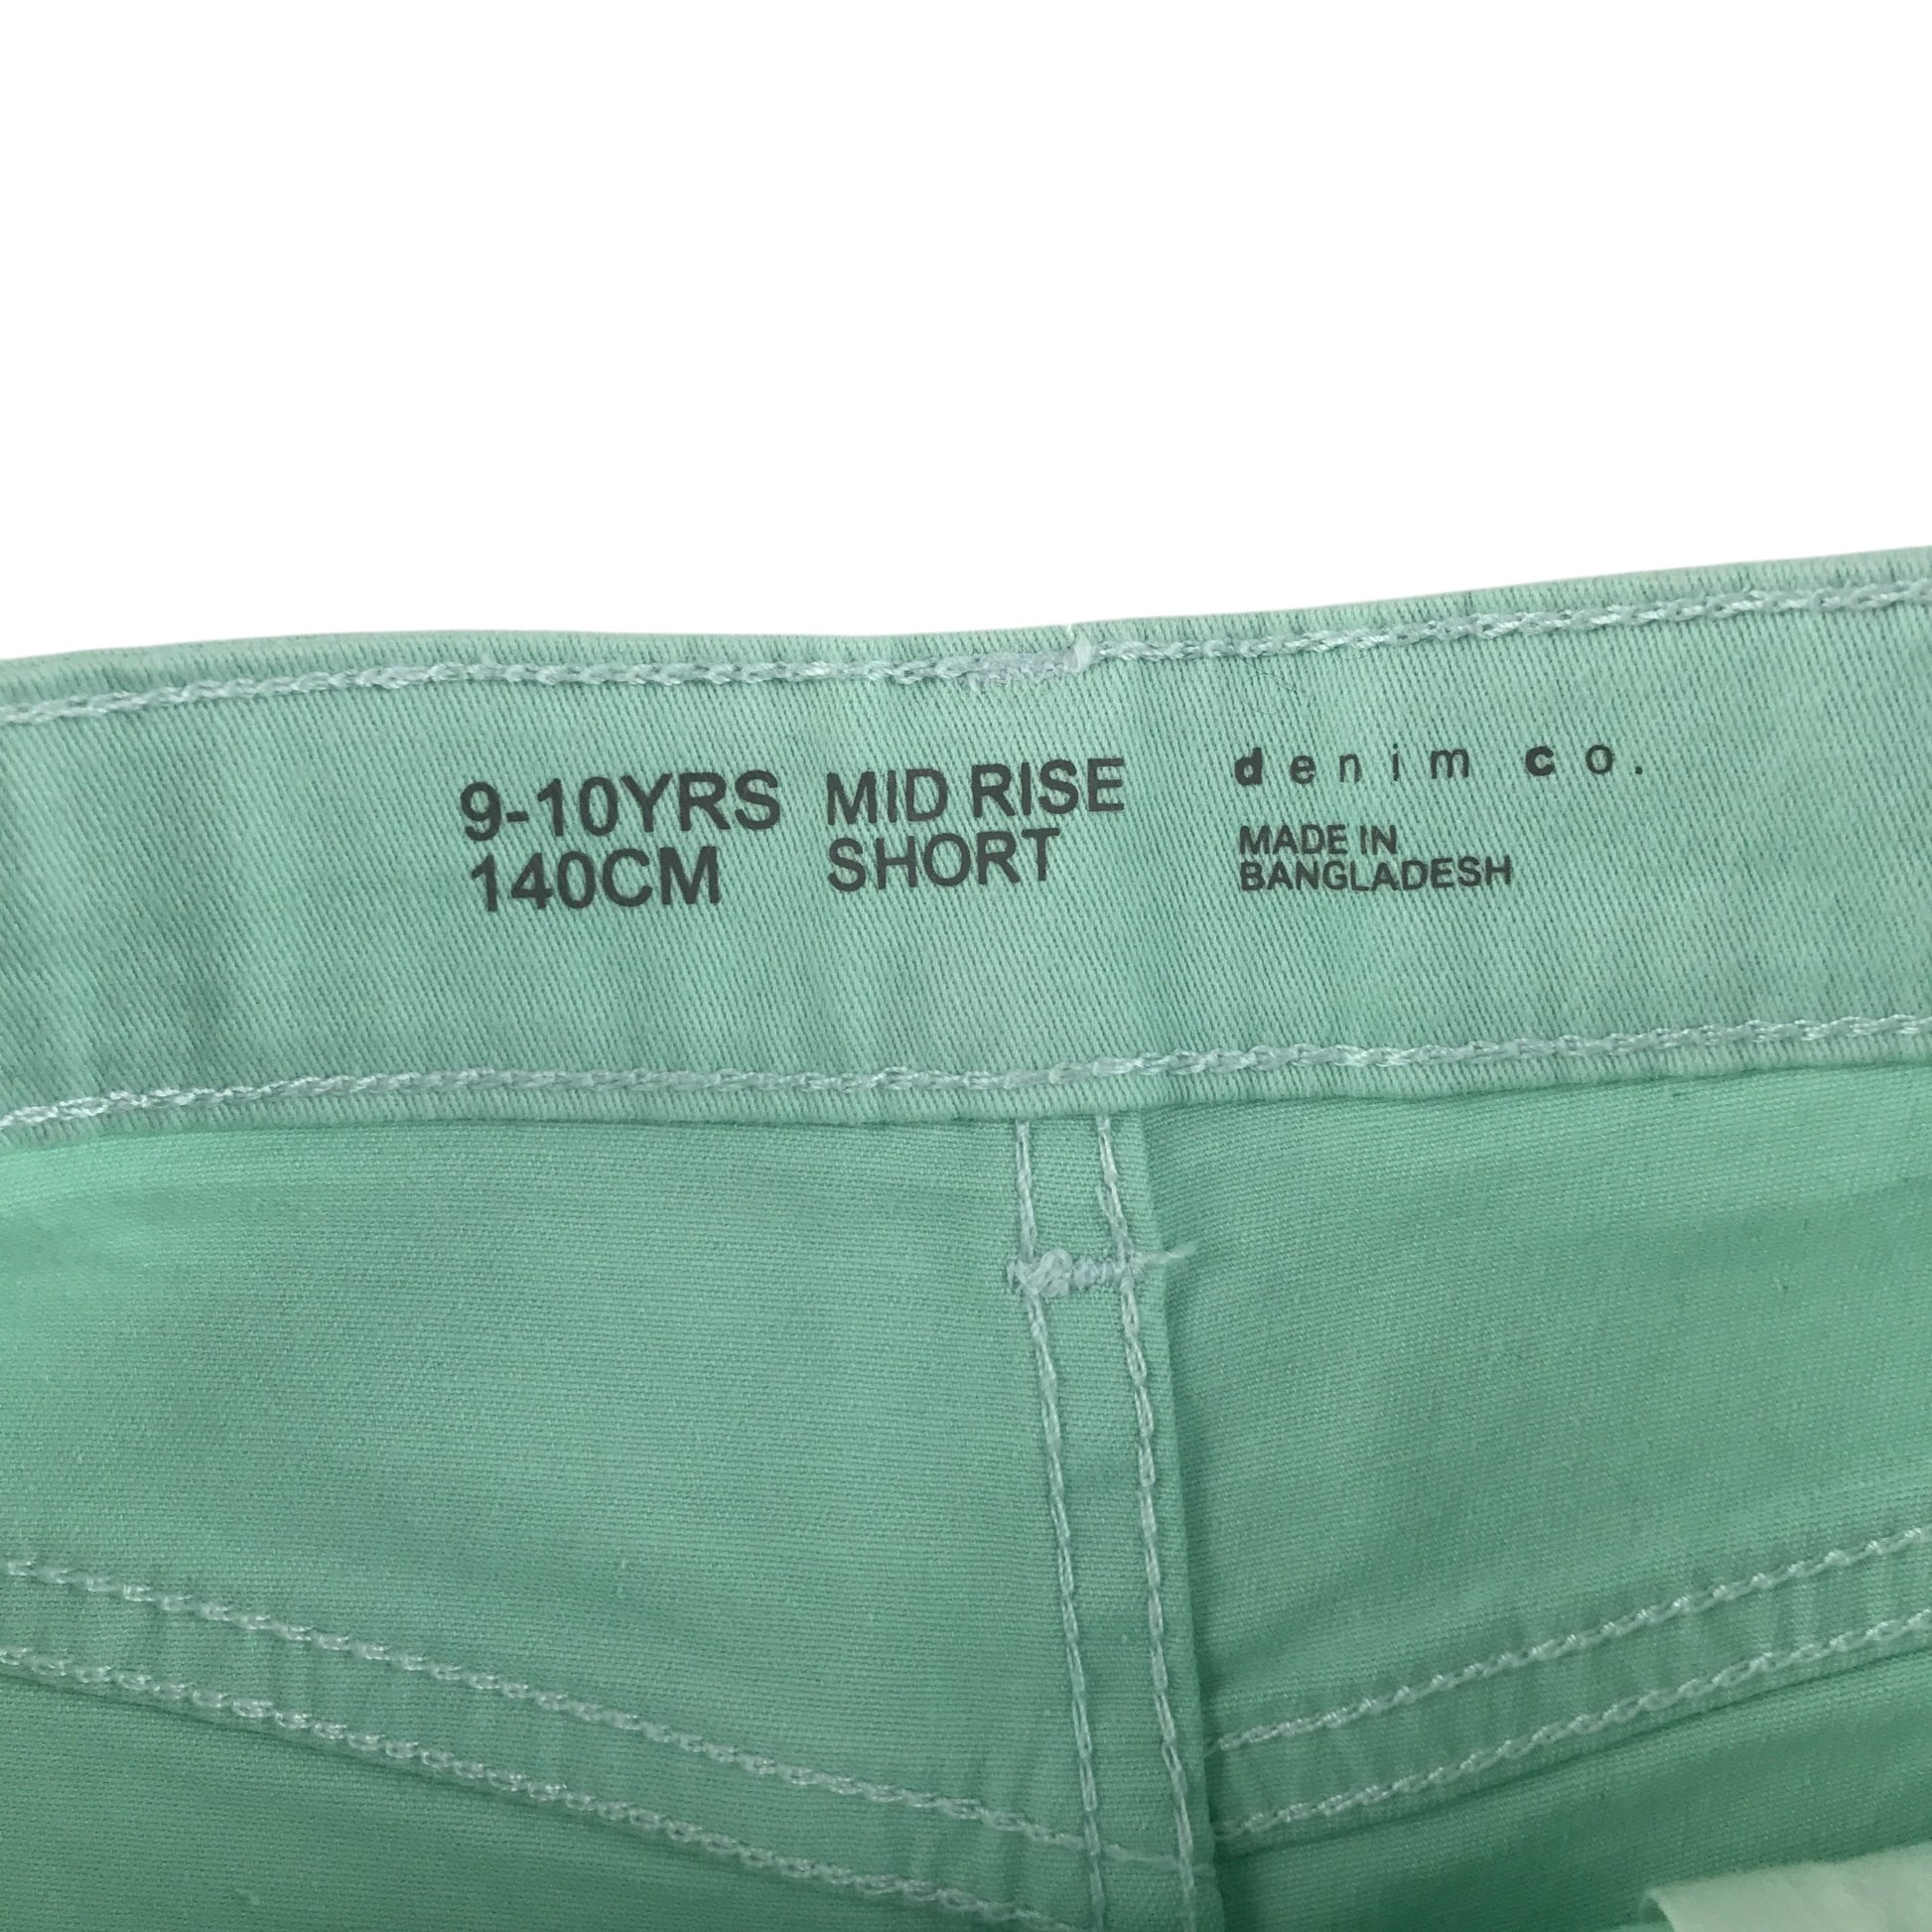 9-10YRS
140CM
MID RISE
SHORT
denim co.
MADE IN
BANGLADESH